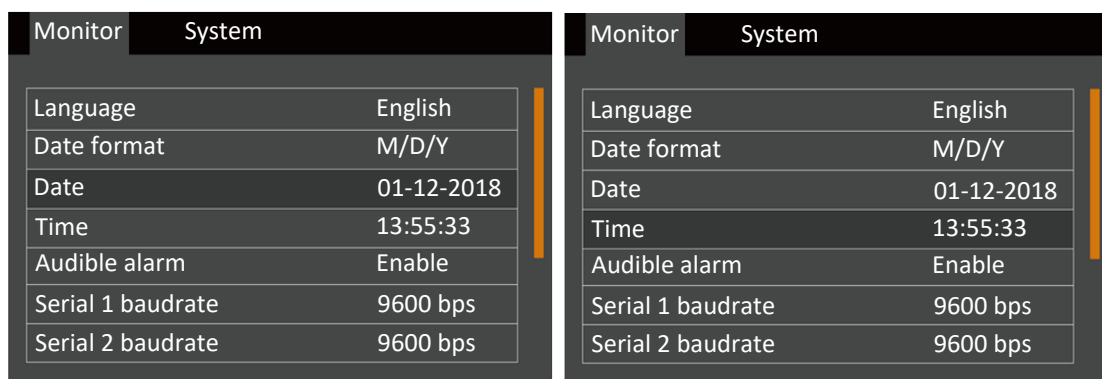 Monitor System
Language English
Date format M/D/Y
Date 01-12-2018
Time 13:55:33
Audible alarm Enable
Serial 1 baudrate 9600 bps
Serial 2 baudrate 9600 bps
Monitor System
Language English
Date format M/D/Y
Date 01-12-2018
Time 13:55:33
Audible alarm Enable
Serial 1 baudrate 9600 bps
Serial 2 baudrate 9600 bps